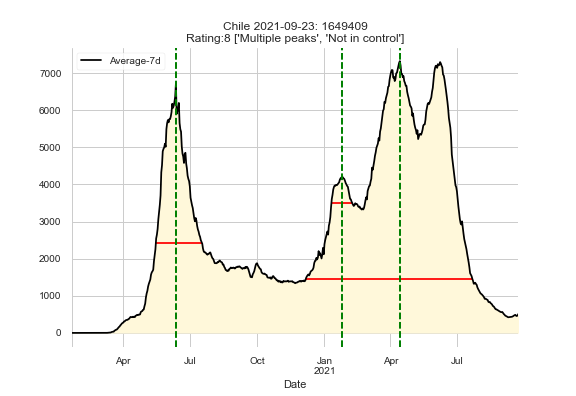 Chile 2021-09-23: 1649409
Rating:8 ['Multiple peaks', 'Not in control']
Average-7d
7000
6000
5000
4000
3000
2000
1000
0
Apr Jul Oct Jan Apr Jul
2021
Date